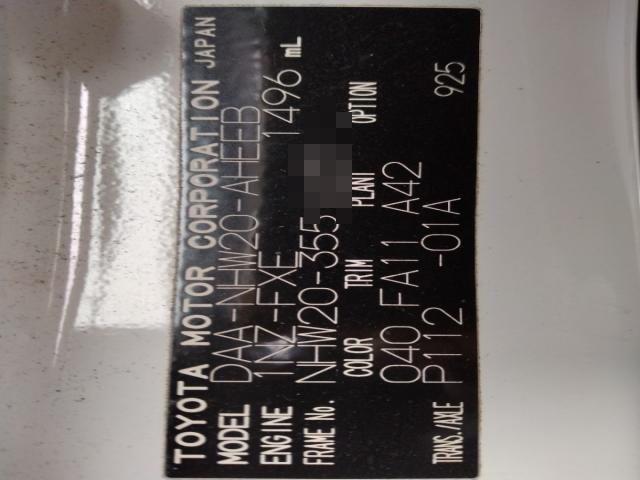 TOYOTA MOTOR CORPORATION JAPAN
MODEL DAA-NHW20-AHEEB
ENGINE 1NZ-FXE 1496 mL
FRAME No. NHW20-355
COLOR TRIM PLANT OPTION
040 FA11 A42
TRANS./AXLE P112 -01A 925